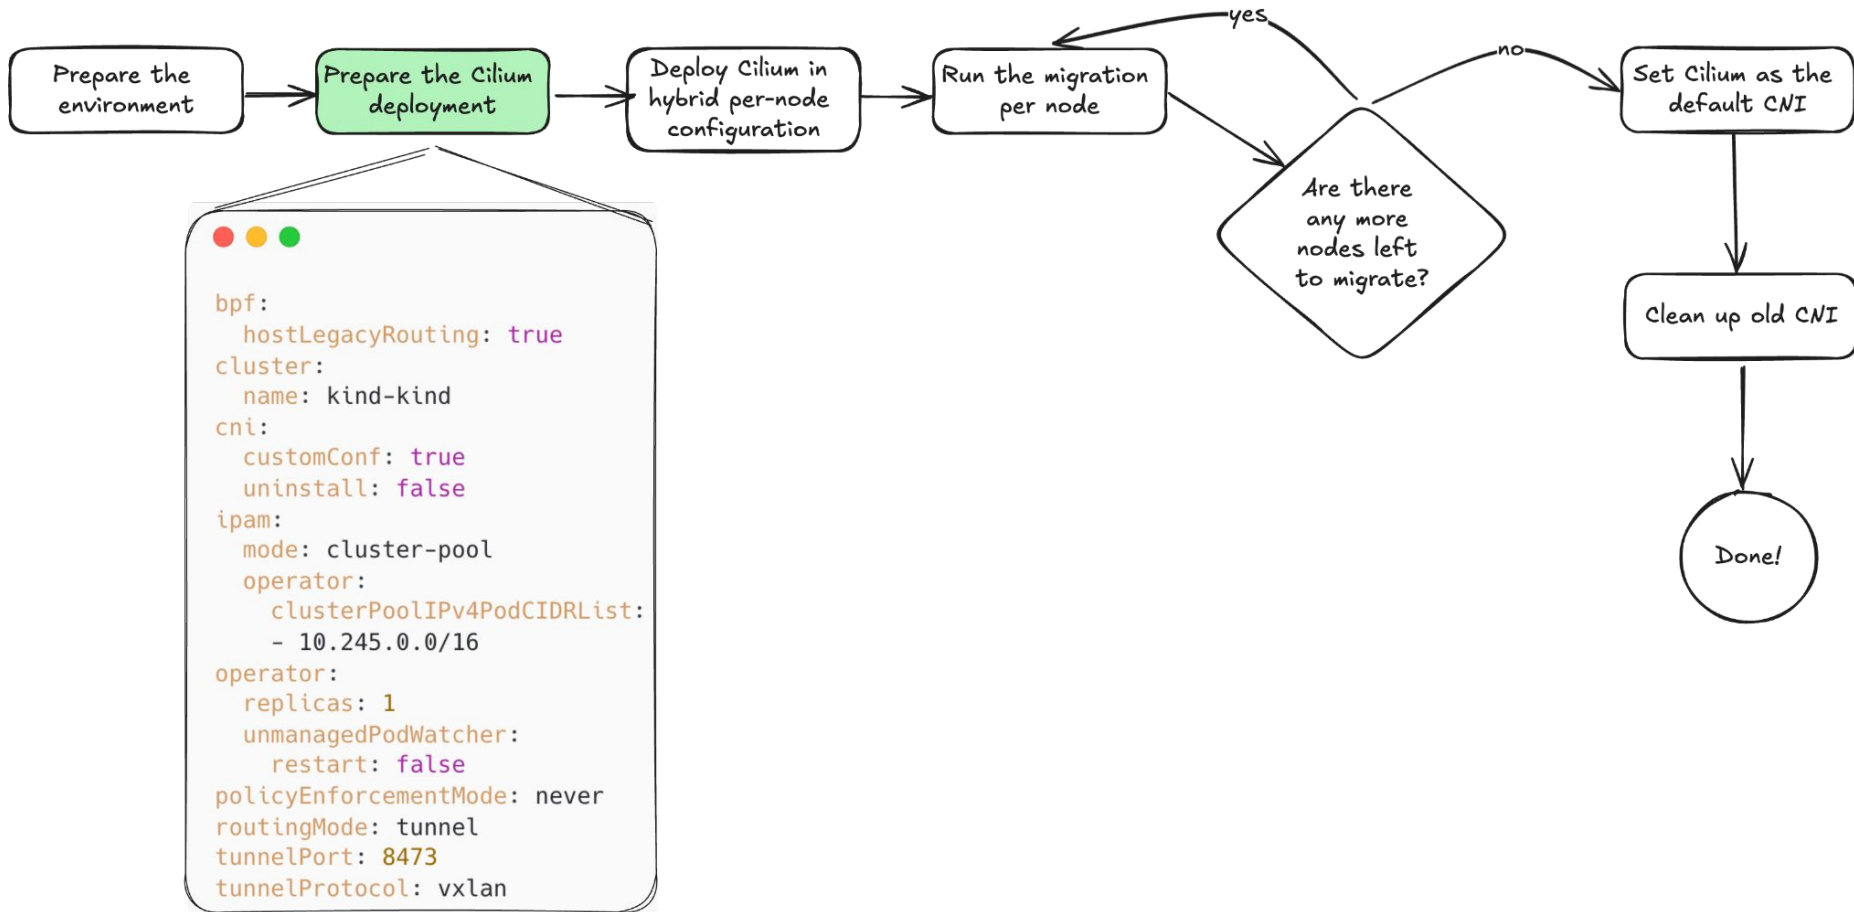 Prepare the
environment
Prepare the Cilium
deployment
Deploy Cilium in
hybrid per-node
configuration
Run the migration
per node
yes
no
Are there
any more
nodes left
to migrate?
Set Cilium as the
default CNI
Clean up old CNI
Done!
bpf:
  hostLegacyRouting: true
cluster:
  name: kind-kind
cni:
  customConf: true
  uninstall: false
ipam:
  mode: cluster-pool
  operator:
    clusterPoolIPv4PodCIDRList:
    - 10.245.0.0/16
operator:
  replicas: 1
  unmanagedPodWatcher:
    restart: false
policyEnforcementMode: never
routingMode: tunnel
tunnelPort: 8473
tunnelProtocol: vxlan